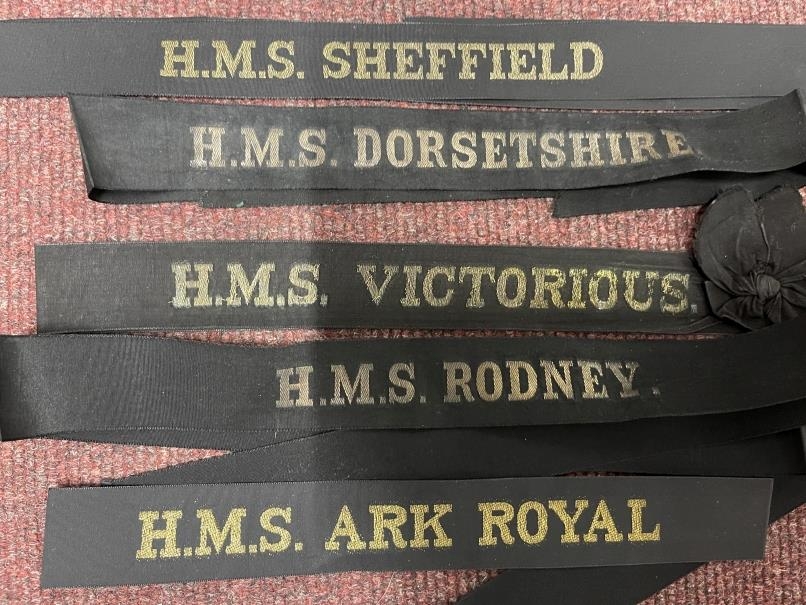 H.M.S. SHEFFIELD
H.M.S. DORSETSHIRE.
H.M.S. VICTORIOUS.
H.M.S. RODNEY.
H.M.S. ARK ROYAL